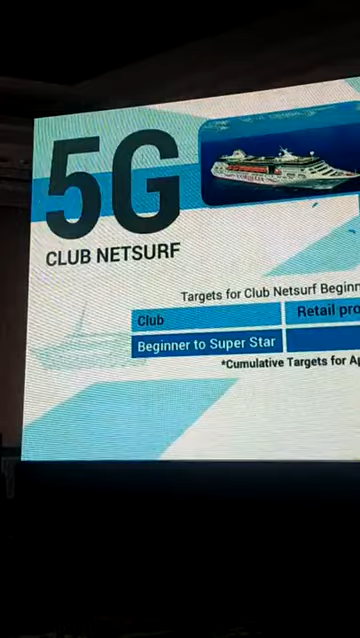 5G
CLUB NETSURF
Targets for Club Netsurf Beginn
Club
Retail pro
Beginner to Super Star
*Cumulative Targets for Ap